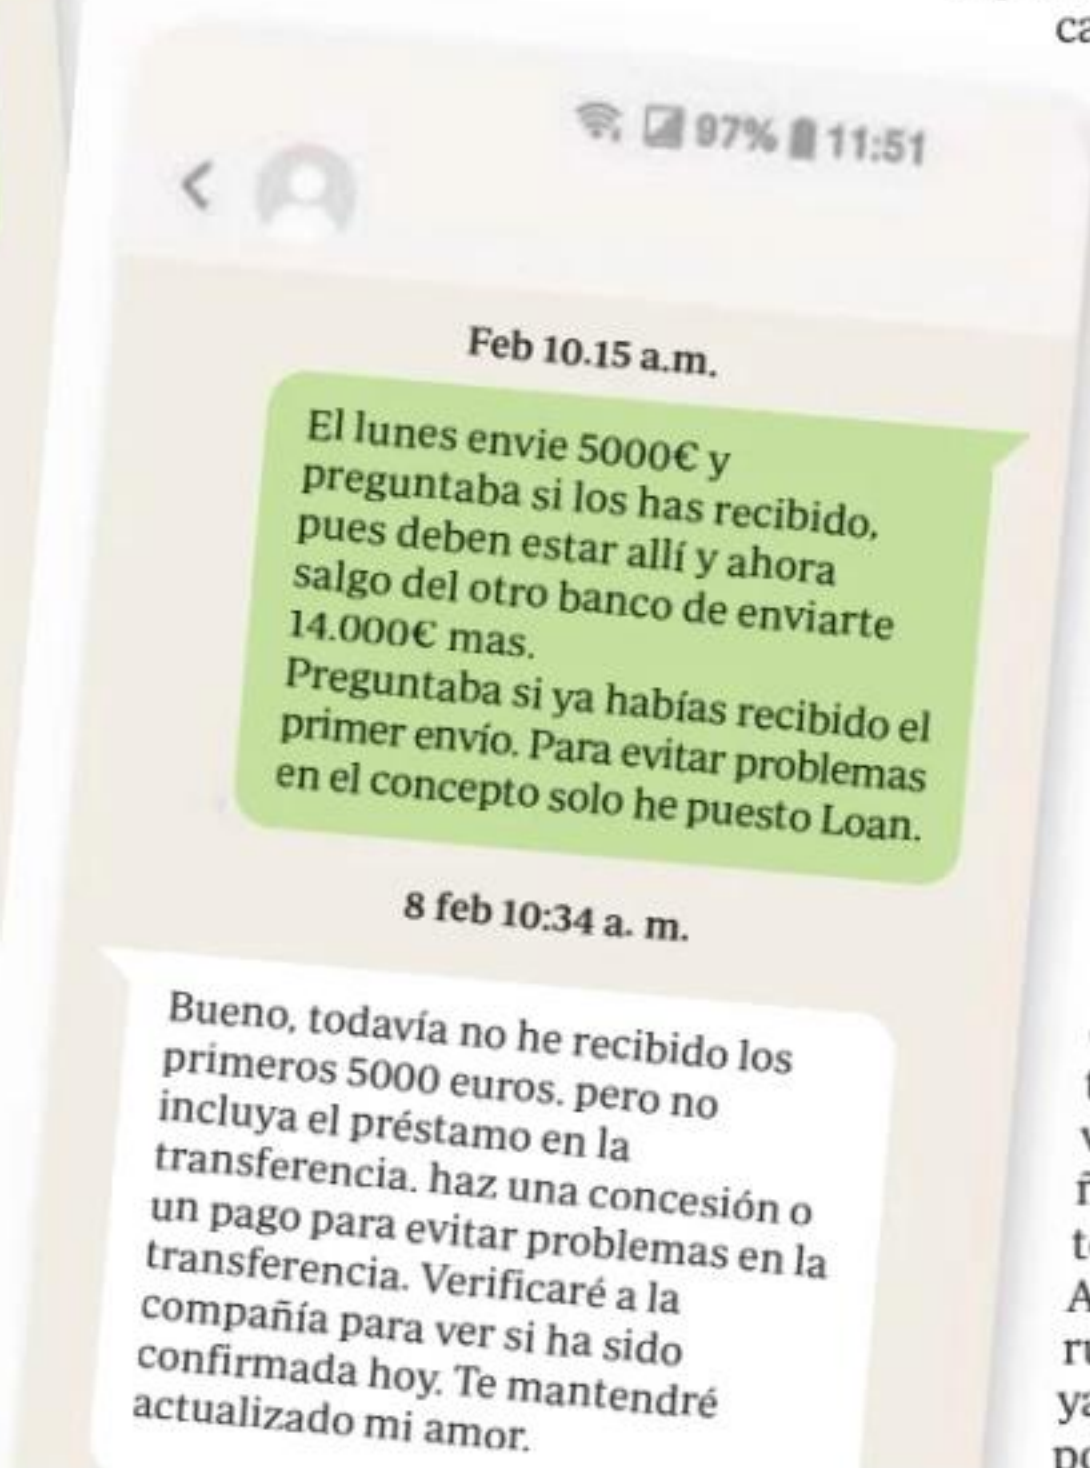 ca
97% 11:51
Feb 10.15 a.m.
El lunes envie 5000€ y
preguntaba si los has recibido,
pues deben estar allí y ahora
salgo del otro banco de enviarte
14.000€ mas.
Preguntaba si ya habías recibido el
primer envío. Para evitar problemas
en el concepto solo he puesto Loan.
8 feb 10:34 a. m.
Bueno, todavía no he recibido los
primeros 5000 euros. pero no
incluya el préstamo en la
transferencia. haz una concesión o
un pago para evitar problemas en la
transferencia. Verificaré a la
compañía para ver si ha sido
confirmada hoy. Te mantendré
actualizado mi amor.